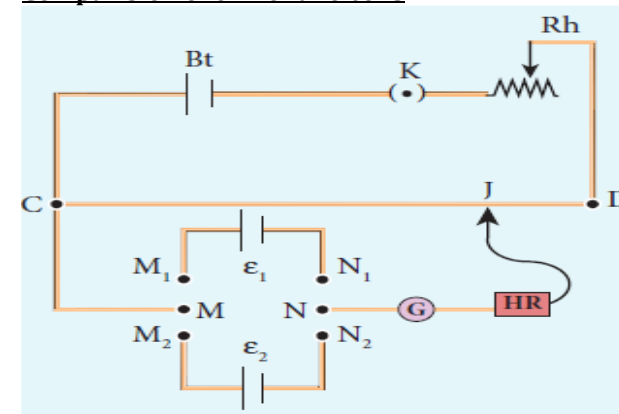 Rh
Bt
K
C
J
M₁ ε₁ N₁
M N G HR
M₂ ε₂ N₂